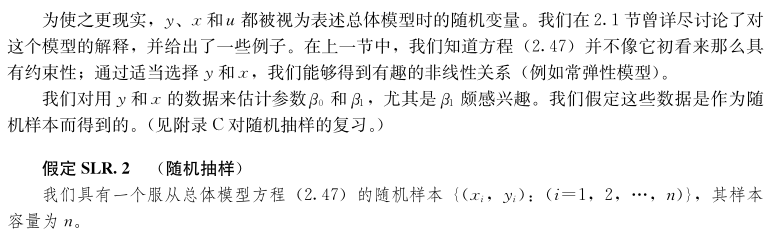 为使之更现实，y、x 和 u 都被视为表述总体模型时的随机变量。我们在 2.1 节曾详尽讨论了对
这个模型的解释，并给出了一些例子。在上一节中，我们知道方程（2.47）并不像它初看来那么具
有约束性；通过适当选择 y 和 x，我们能够得到有趣的非线性关系（例如常弹性模型）。
我们对用 y 和 x 的数据来估计参数 β₀ 和 β₁，尤其是 β₁ 颇感兴趣。我们假定这些数据是作为随
机样本而得到的。（见附录 C 对随机抽样的复习。）
假定 SLR.2 （随机抽样）
我们具有一个服从总体模型方程（2.47）的随机样本 {(xᵢ，yᵢ)：(i=1，2，…，n)}，其样本
容量为 n。